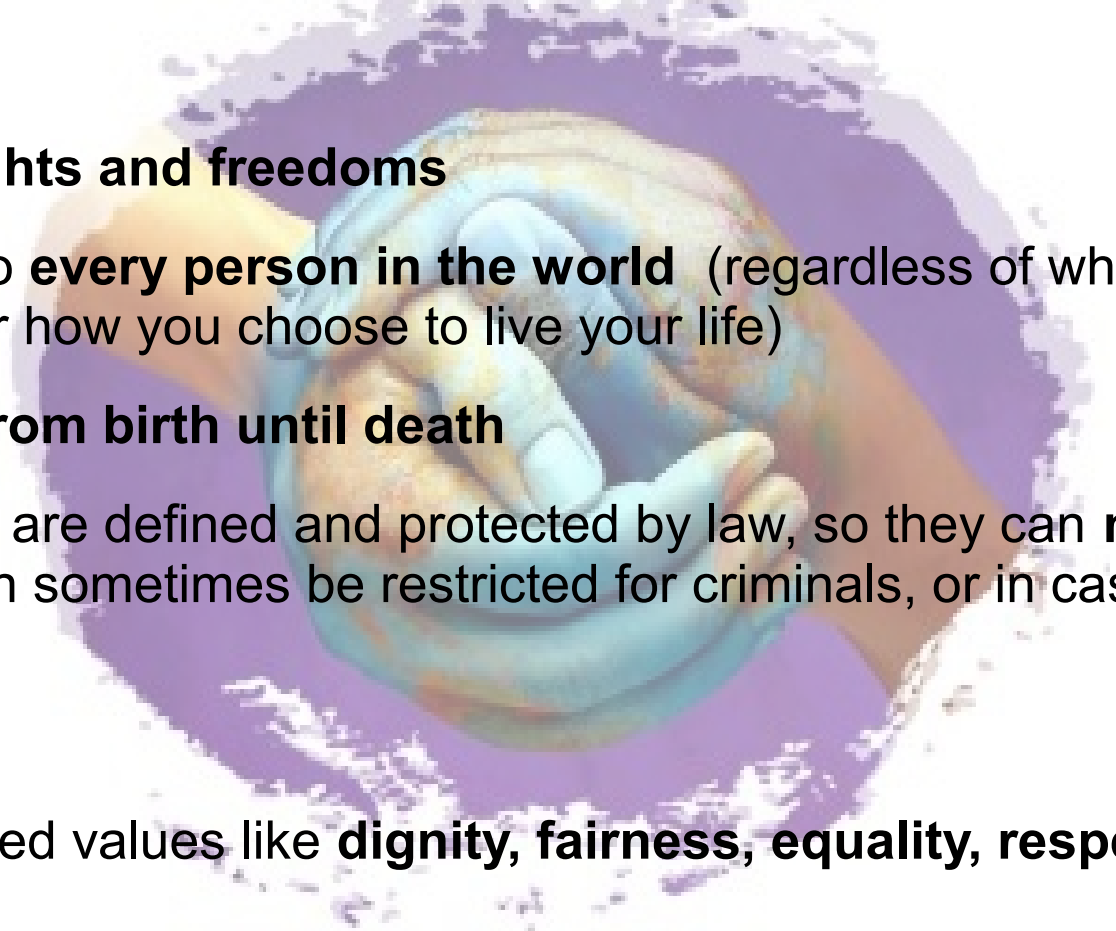 hts and freedoms
o every person in the world (regardless of wh
r how you choose to live your life)
rom birth until death
are defined and protected by law, so they can
n sometimes be restricted for criminals, or in cas
ed values like dignity, fairness, equality, respe